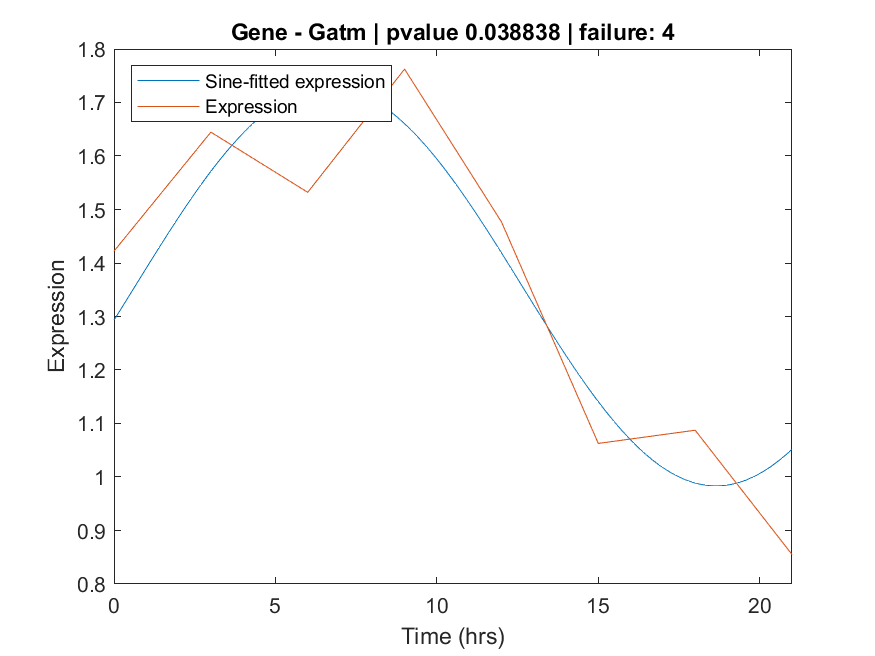 Gene - Gatm | pvalue 0.038838 | failure: 4
1.8
1.7
1.6
1.5
1.4
1.3
1.2
1.1
1
0.9
0.8
Expression
Sine-fitted expression
Expression
0 5 10 15 20
Time (hrs)